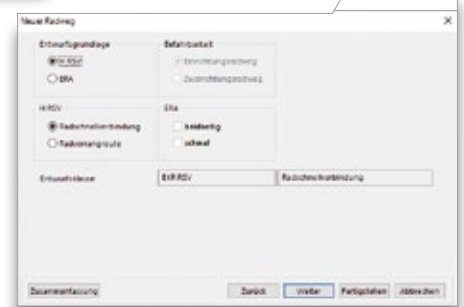 Neuer Radweg
Entwurfsgrundlage
Befahrbarkeit
H RSV
Einrichtungsradweg
ERA
Zweirichtungsradweg
H RSV
ERA
Radschnellverbindung
beidseitig
Radvorrangroute
schmal
Entwurfsklasse
EKR RSV
Radschnellverbindung
Zusammenfassung
Zurück
Weiter
Fertigstellen
Abbrechen